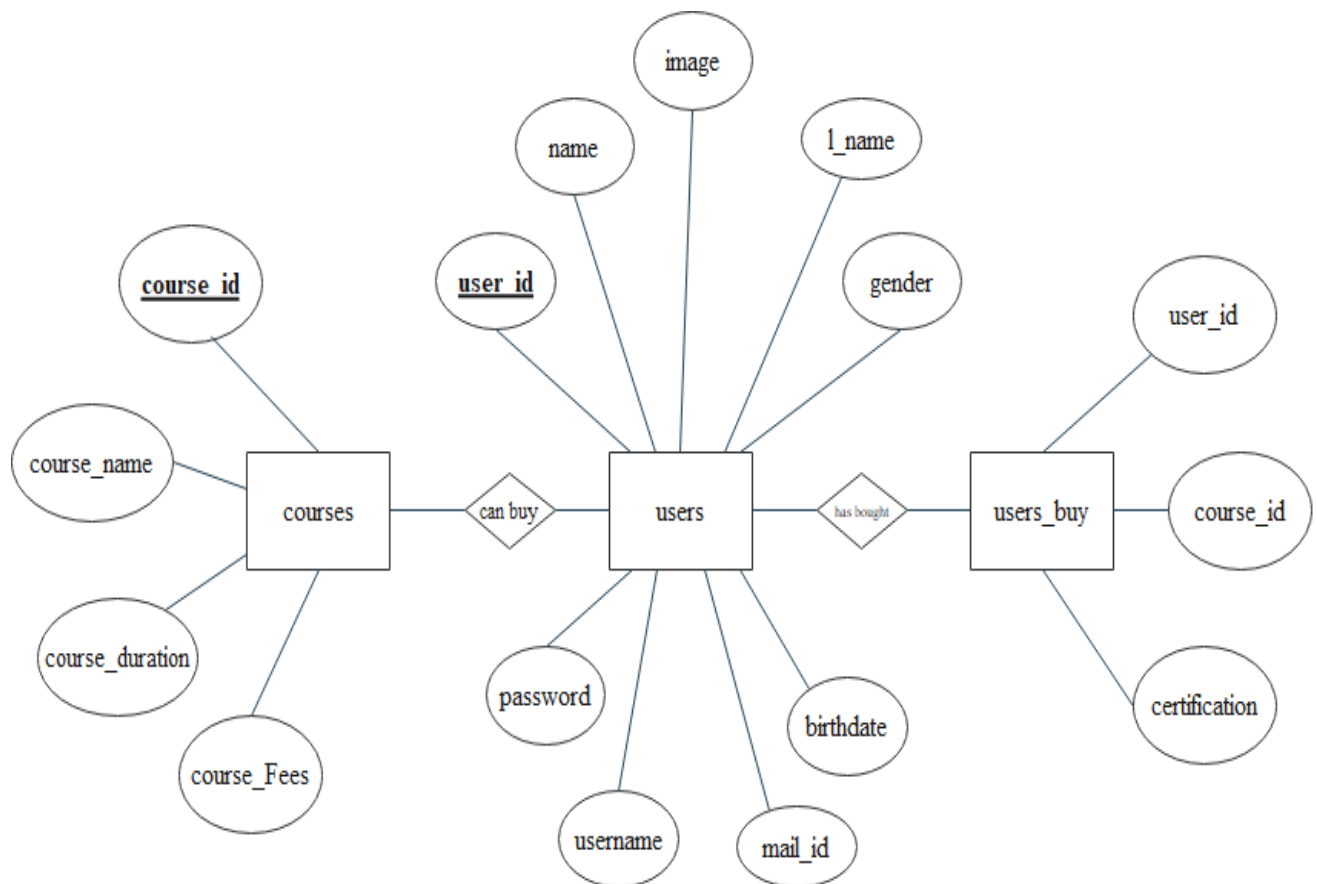 image
name
l_name
course_id
user_id
gender
user_id
course_name
courses
can buy
users
has bought
users_buy
course_id
course_duration
password
birthdate
certification
course_Fees
username
mail_id